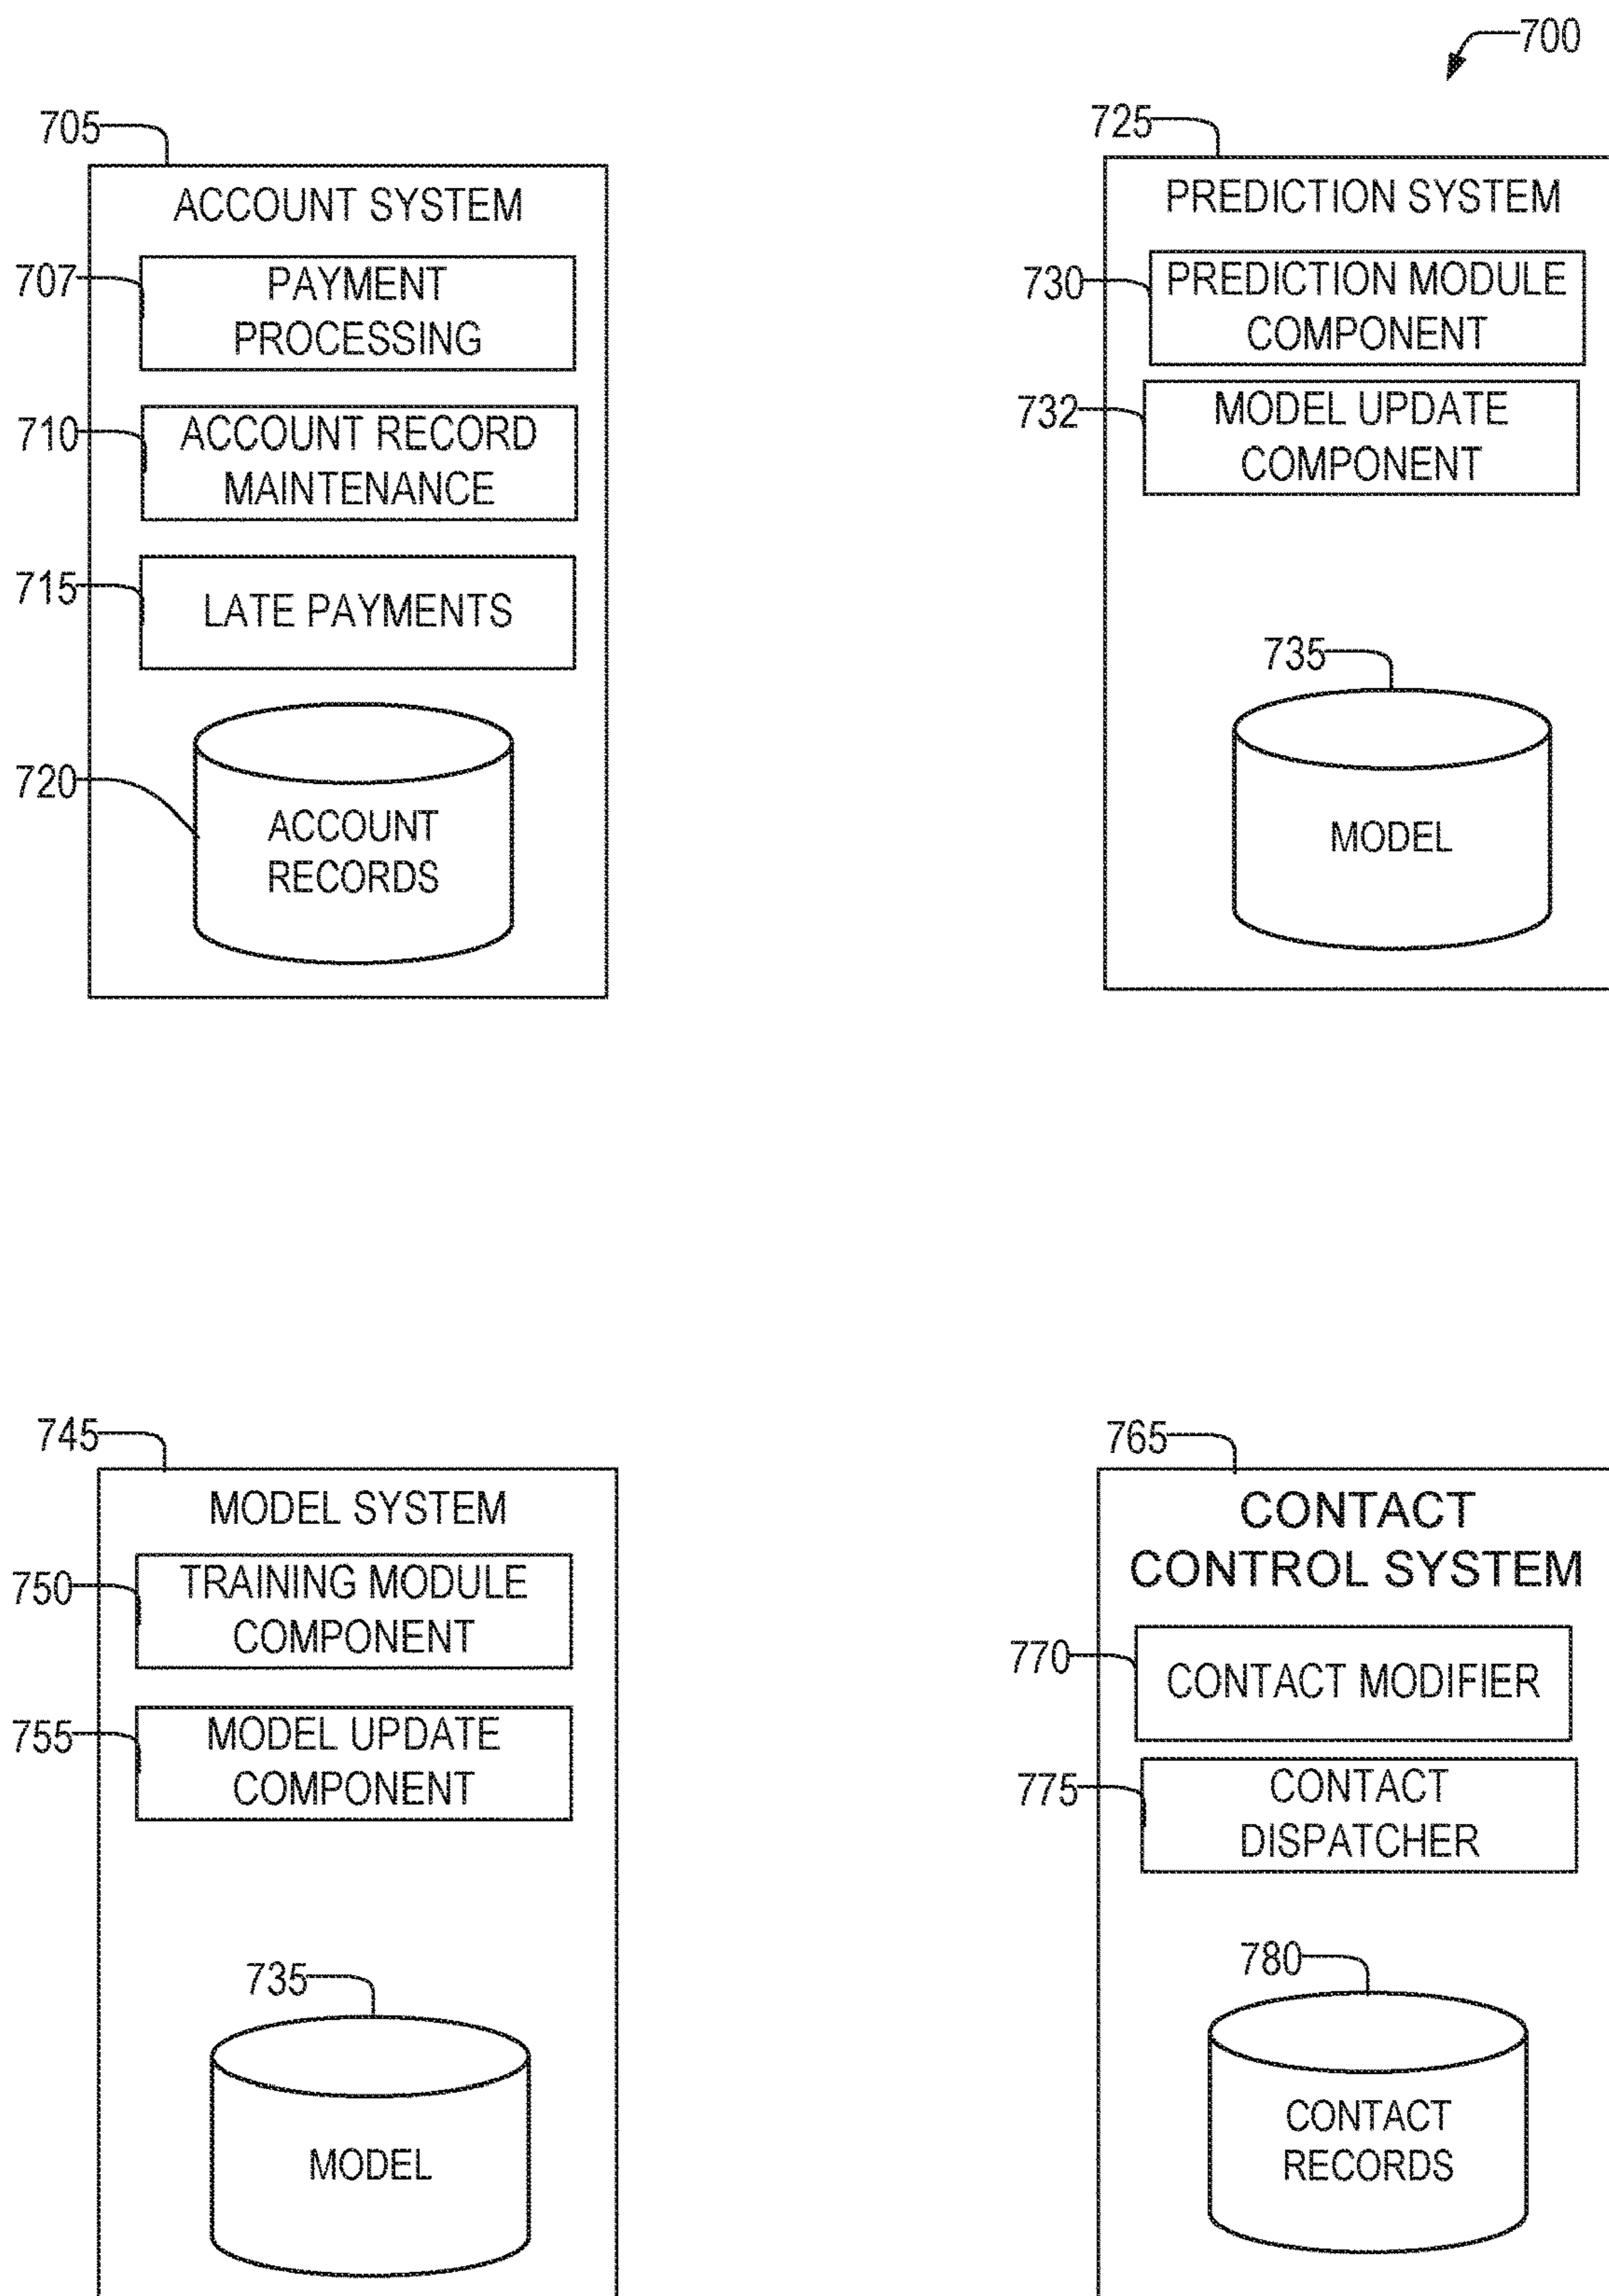 700
705
ACCOUNT SYSTEM
707
PAYMENT
PROCESSING
710
ACCOUNT RECORD
MAINTENANCE
715
LATE PAYMENTS
720
ACCOUNT
RECORDS
725
PREDICTION SYSTEM
730
PREDICTION MODULE
COMPONENT
732
MODEL UPDATE
COMPONENT
735
MODEL
745
MODEL SYSTEM
750
TRAINING MODULE
COMPONENT
755
MODEL UPDATE
COMPONENT
735
MODEL
765
CONTACT
CONTROL SYSTEM
770
CONTACT MODIFIER
775
CONTACT
DISPATCHER
780
CONTACT
RECORDS